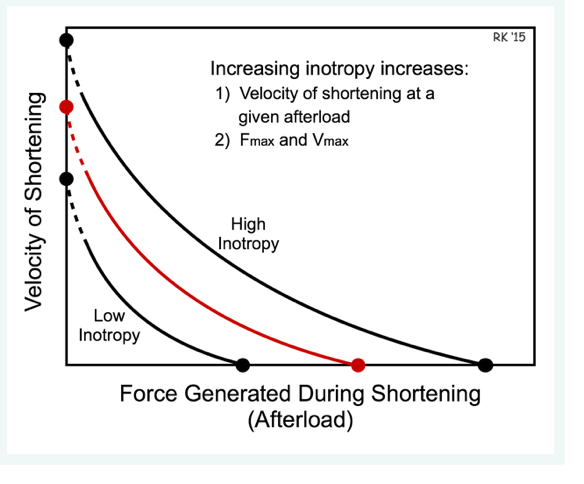 RK '15
Increasing inotropy increases:
1) Velocity of shortening at a
given afterload
2) Fmax and Vmax
Velocity of Shortening
High
Inotropy
Low
Inotropy
Force Generated During Shortening
(Afterload)